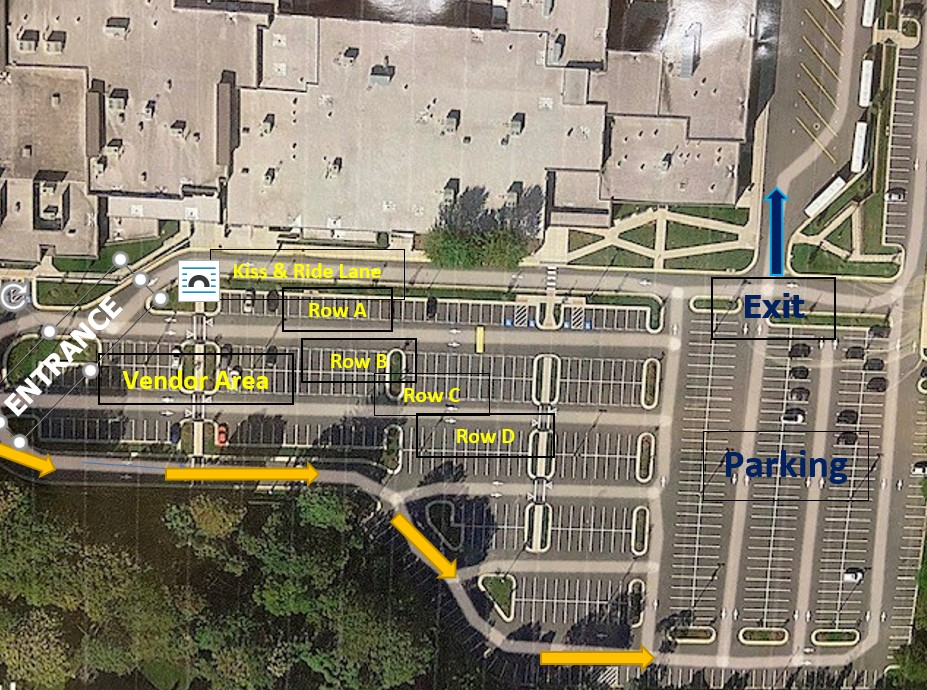 Kiss & Ride Lane
Row A
Exit
ENTRANCE
Row B
Vendor Area
Row C
Row D
Parking